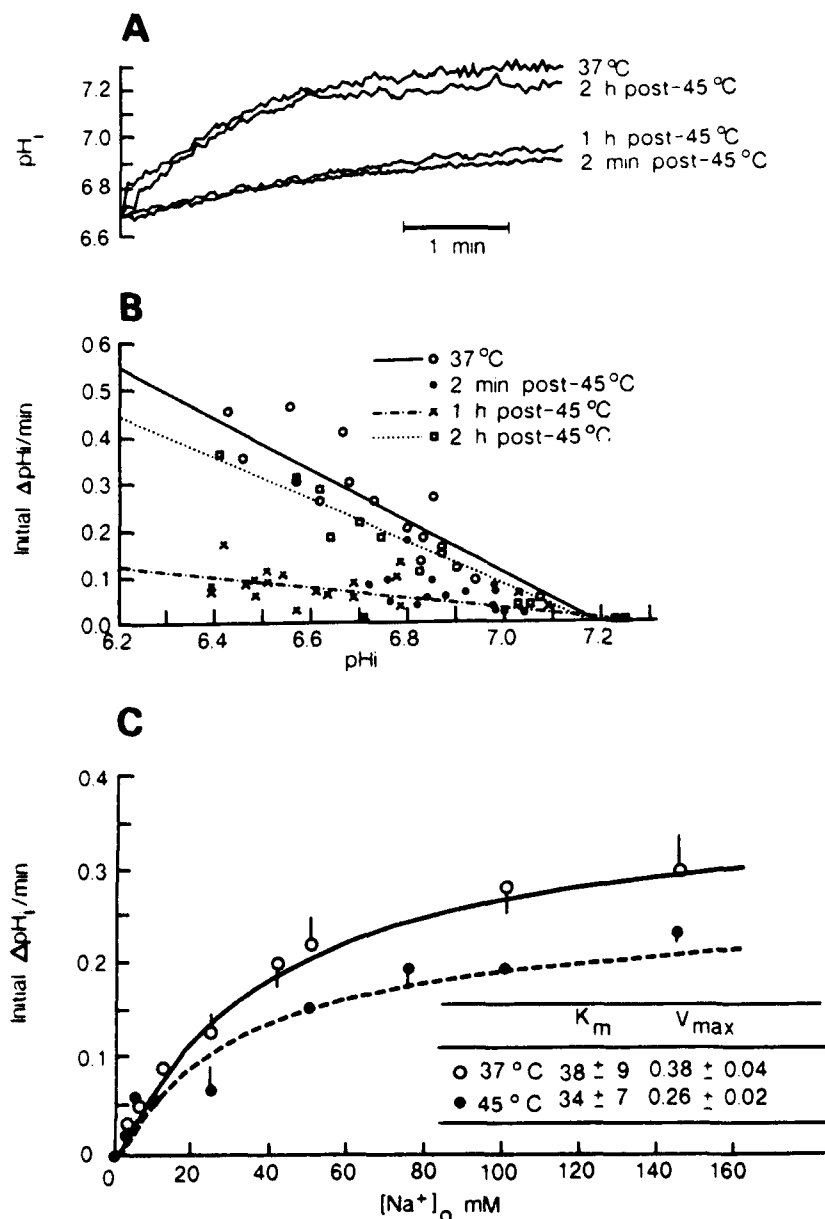 A
7.2
7.0
6.8
6.6
pHi
37 °C
2 h post-45 °C
1 h post-45 °C
2 min post-45 °C
1 min
B
0.6
0.5
0.4
0.3
0.2
0.1
0.0
Initial ΔpHi/min
37 °C
2 min post-45 °C
1 h post-45 °C
2 h post-45 °C
6.2 6.4 6.6 6.8 7.0 7.2
pHi
C
0.4
0.3
0.2
0.1
0
Initial ΔpHi/min
Km Vmax
37 °C 38 ± 9 0.38 ± 0.04
45 °C 34 ± 7 0.26 ± 0.02
0 20 40 60 80 100 120 140 160
[Na+]o mM